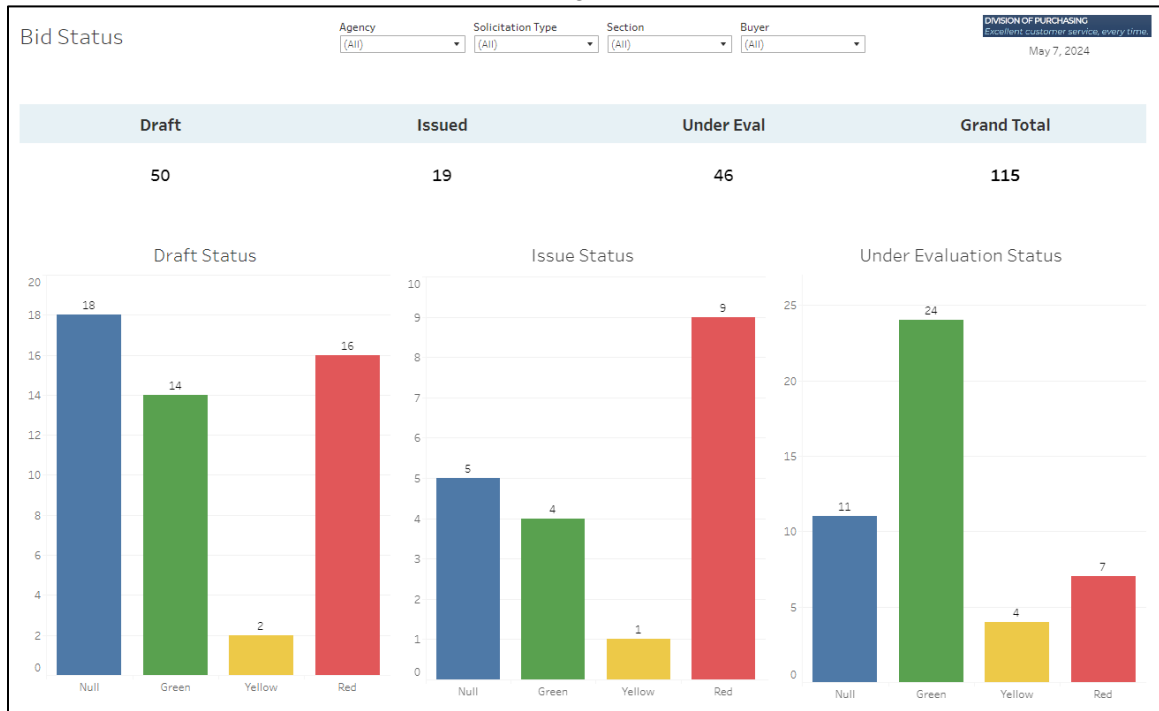 Bid Status
Agency Solicitation Type Section Buyer
(All) (All) (All) (All)
DIVISION OF PURCHASING
Excellent customer service, every time.
May 7, 2024
Draft Issued Under Eval Grand Total
50 19 46 115
Draft Status
20
18
16
14
12
10
8
6
4
2
0
18
14
2
16
Null Green Yellow Red
Issue Status
10
9
8
7
6
5
4
3
2
1
0
5
4
1
9
Null Green Yellow Red
Under Evaluation Status
25
20
15
10
5
0
11
24
4
7
Null Green Yellow Red